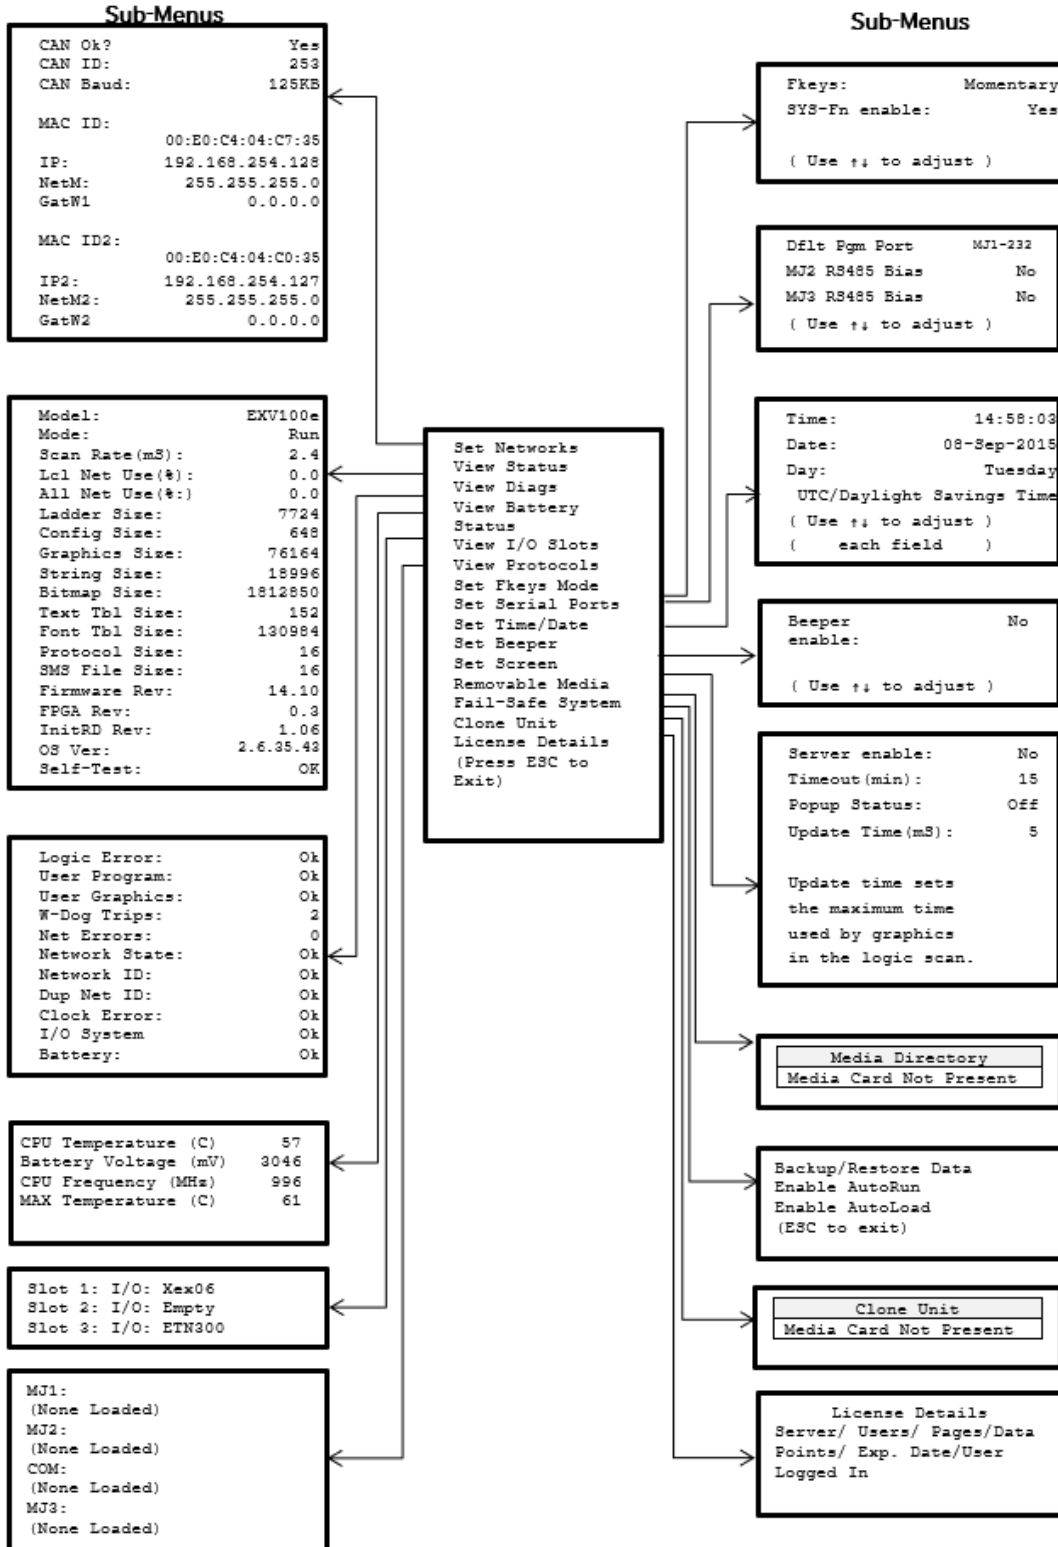 Sub-Menus
CAN Ok? Yes
CAN ID: 253
CAN Baud: 125KB
MAC ID:
00:E0:C4:04:C7:35
IP: 192.168.254.128
NetM: 255.255.255.0
GatW1 0.0.0.0
MAC ID2:
00:E0:C4:04:C0:35
IP2: 192.168.254.127
NetM2: 255.255.255.0
GatW2 0.0.0.0
Model: EXV100e
Mode: Run
Scan Rate(mS): 2.4
Lcl Net Use(%): 0.0
All Net Use(%:) 0.0
Ladder Size: 7724
Config Size: 648
Graphics Size: 76164
String Size: 18996
Bitmap Size: 1812850
Text Tbl Size: 152
Font Tbl Size: 130984
Protocol Size: 16
SMS File Size: 16
Firmware Rev: 14.10
FPGA Rev: 0.3
InitRD Rev: 1.06
OS Ver: 2.6.35.43
Self-Test: OK
Logic Error: Ok
User Program: Ok
User Graphics: Ok
W-Dog Trips: 2
Net Errors: 0
Network State: Ok
Network ID: Ok
Dup Net ID: Ok
Clock Error: Ok
I/O System Ok
Battery: Ok
CPU Temperature (C) 57
Battery Voltage (mV) 3046
CPU Frequency (MHz) 996
MAX Temperature (C) 61
Slot 1: I/O: Xex06
Slot 2: I/O: Empty
Slot 3: I/O: ETN300
MJ1:
(None Loaded)
MJ2:
(None Loaded)
COM:
(None Loaded)
MJ3:
(None Loaded)
Set Networks
View Status
View Diags
View Battery
Status
View I/O Slots
View Protocols
Set Fkeys Mode
Set Serial Ports
Set Time/Date
Set Beeper
Set Screen
Removable Media
Fail-Safe System
Clone Unit
License Details
(Press ESC to
Exit)
Sub-Menus
Fkeys: Momentary
SYS-Fn enable: Yes
( Use ↑↓ to adjust )
Dflt Pgm Port MJ1-232
MJ2 RS485 Bias No
MJ3 RS485 Bias No
( Use ↑↓ to adjust )
Time: 14:58:03
Date: 08-Sep-2015
Day: Tuesday
UTC/Daylight Savings Time
( Use ↑↓ to adjust )
( each field )
Beeper No
enable:
( Use ↑↓ to adjust )
Server enable: No
Timeout(min): 15
Popup Status: Off
Update Time(mS): 5
Update time sets
the maximum time
used by graphics
in the logic scan.
Media Directory
Media Card Not Present
Backup/Restore Data
Enable AutoRun
Enable AutoLoad
(ESC to exit)
Clone Unit
Media Card Not Present
License Details
Server/ Users/ Pages/Data
Points/ Exp. Date/User
Logged In